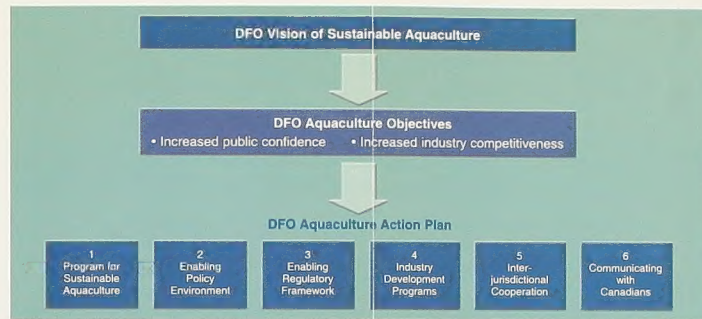 DFO Vision of Sustainable Aquaculture
DFO Aquaculture Objectives
• Increased public confidence • Increased industry competitiveness
DFO Aquaculture Action Plan
1
Program for
Sustainable
Aquaculture
2
Enabling
Policy
Environment
3
Enabling
Regulatory
Framework
4
Industry
Development
Programs
5
Inter-
jurisdictional
Cooperation
6
Communicating
with
Canadians